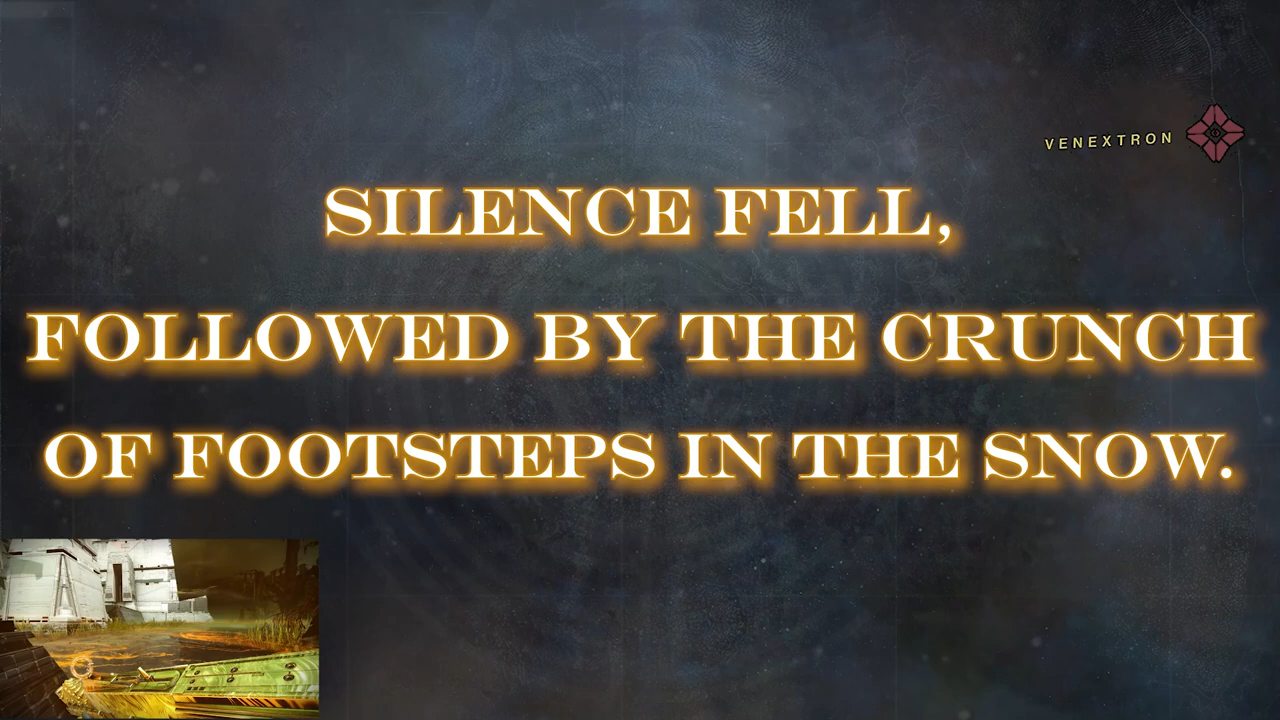 VENEXTRON
SILENCE FELL,
FOLLOWED BY THE CRUNCH
OF FOOTSTEPS IN THE SNOW.